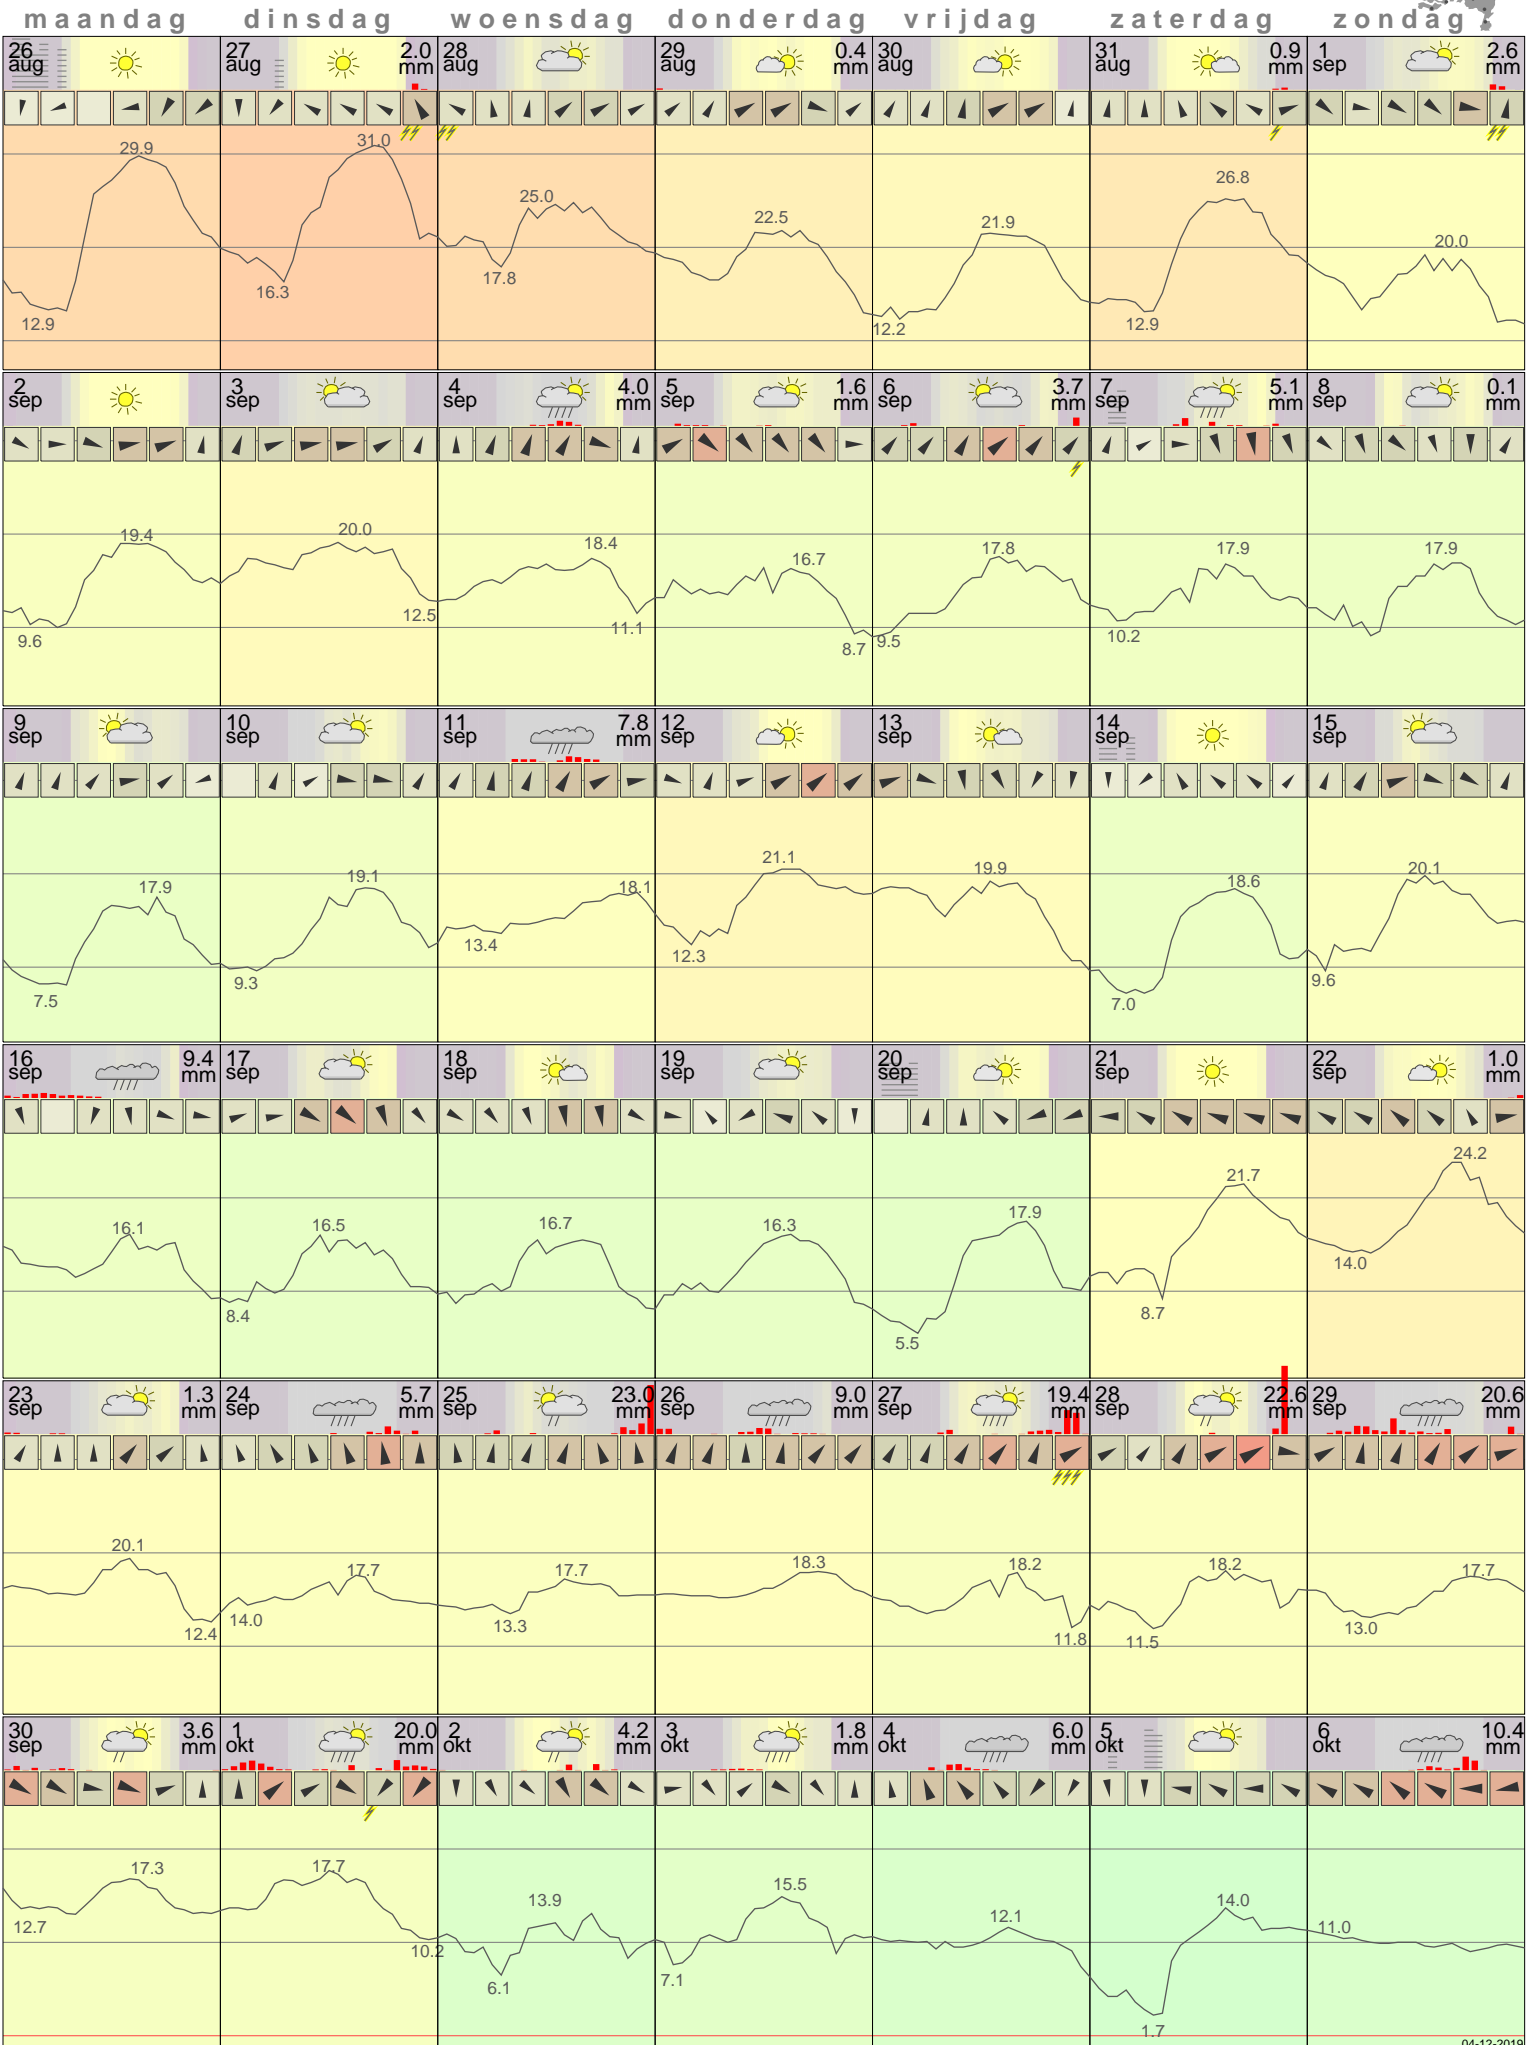 maandag dinsdag woensdag donderdag vrijdag zaterdag zondag
26 27 2.0 28 29 0.4 30 31 0.9 1 2.6
aug aug mm aug aug mm aug aug mm sep mm
29.9 31.0 25.0 22.5 21.9 26.8 20.0
12.9 16.3 17.8 12.2 12.9
2 3 4 4.0 5 1.6 6 3.7 7 5.1 8 0.1
sep sep sep mm sep mm sep mm sep mm sep mm
19.4 20.0 18.4 16.7 17.8 17.9 17.9
9.6 12.5 11.1 8.7 9.5 10.2
9 10 11 7.8 12 13 14 15
sep sep sep mm sep sep sep sep
17.9 19.1 18.1 21.1 19.9 18.6 20.1
7.5 9.3 13.4 12.3 7.0 9.6
16 9.4 17 18 19 20 21 22 1.0
sep mm sep sep sep sep sep sep mm
16.1 16.5 16.7 16.3 17.9 21.7 24.2
8.4 5.5 8.7 14.0
23 1.3 24 5.7 25 23.0 26 9.0 27 19.4 28 22.6 29 20.6
sep mm sep mm sep mm sep mm sep mm sep mm sep mm
20.1 17.7 17.7 18.3 18.2 18.2 17.7
12.4 14.0 13.3 11.8 11.5 13.0
30 3.6 1 20.0 2 4.2 3 1.8 4 6.0 5 6 10.4
sep mm okt mm okt mm okt mm okt mm okt okt mm
17.3 17.7 13.9 15.5 12.1 14.0 11.0
12.7 10.2 6.1 7.1 1.7
04-12-2019